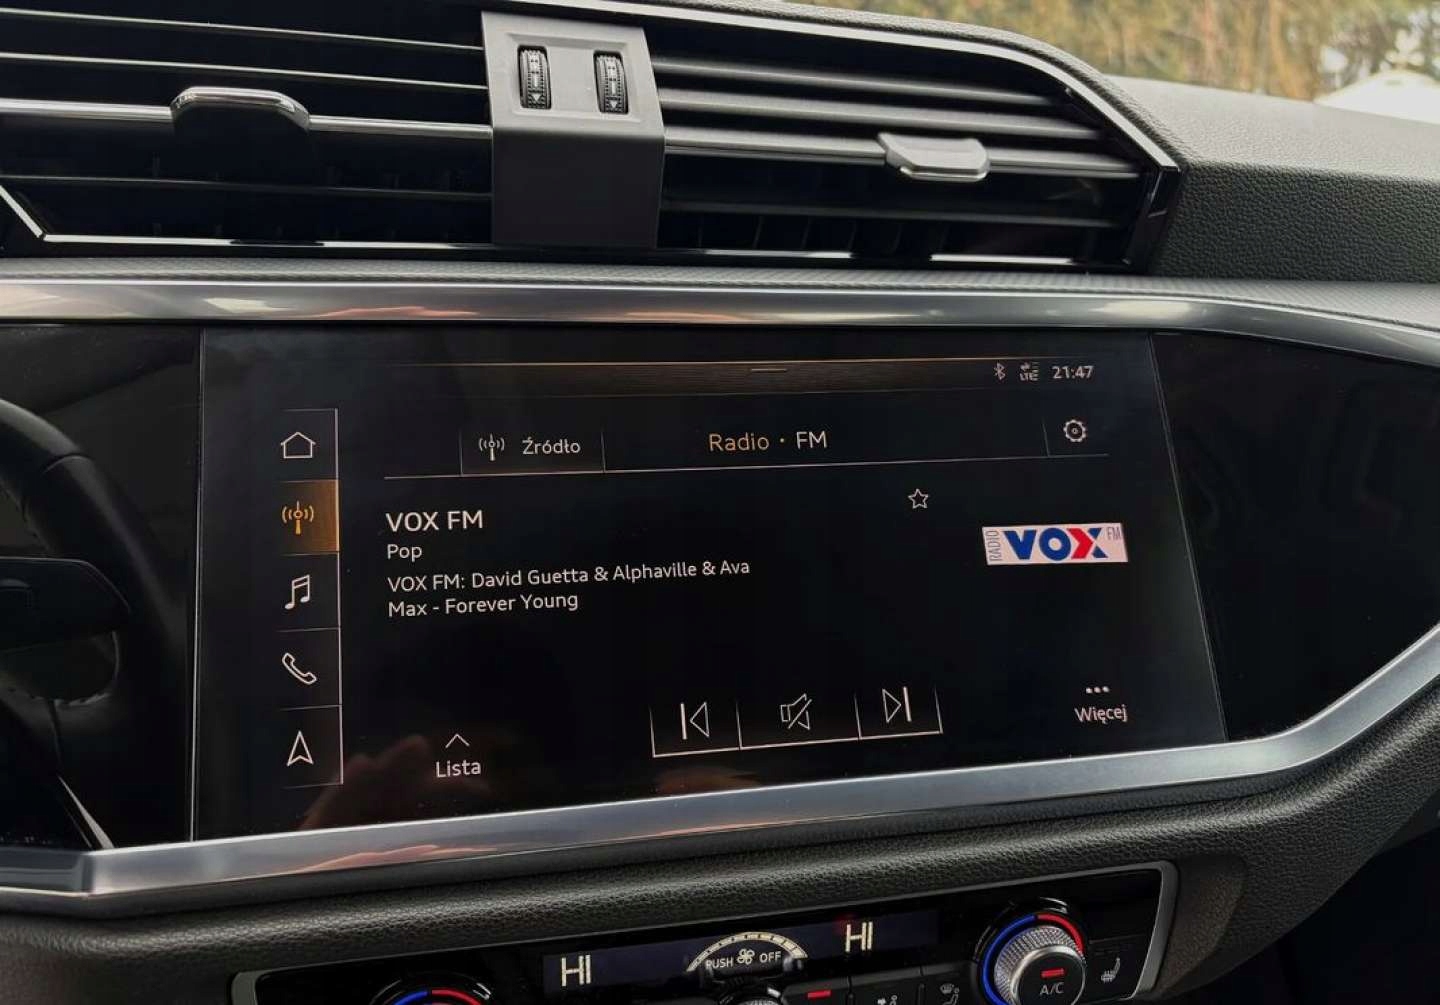 LTE 21:47
Źródło
Radio · FM
VOX FM
Pop
VOX FM: David Guetta & Alphaville & Ava
Max - Forever Young
RADIO VOX FM
Lista
Więcej
HI
PUSH OFF
HI
A/C